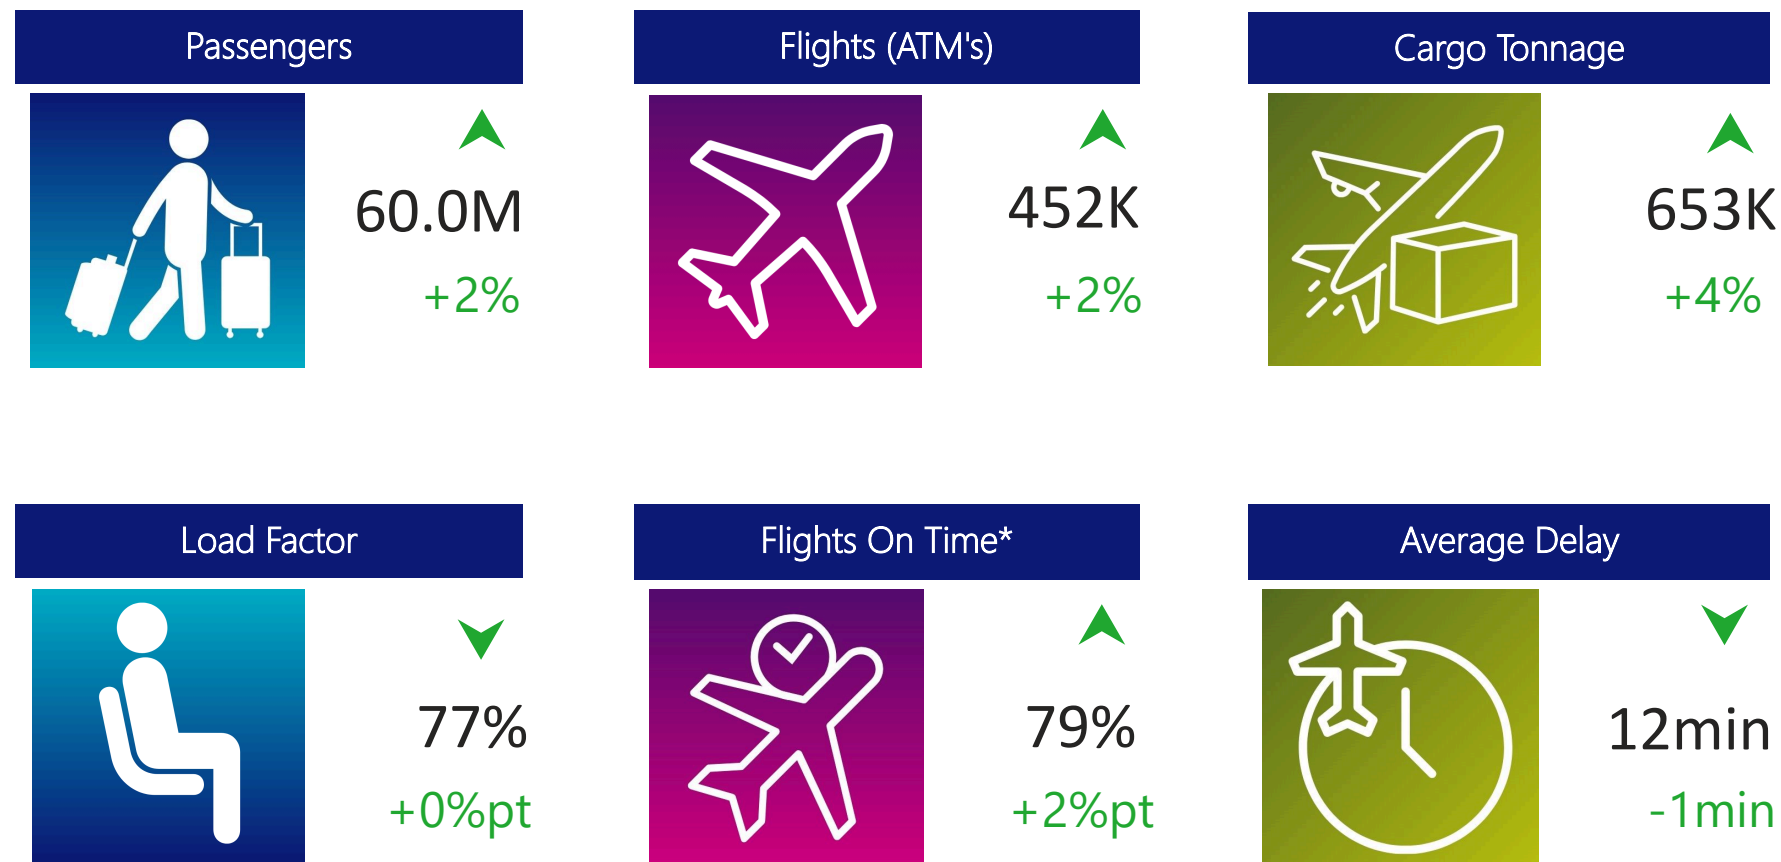 Passengers
60.0M
+2%
Flights (ATM's)
452K
+2%
Cargo Tonnage
653K
+4%
Load Factor
77%
+0%pt
Flights On Time*
79%
+2%pt
Average Delay
12min
-1min